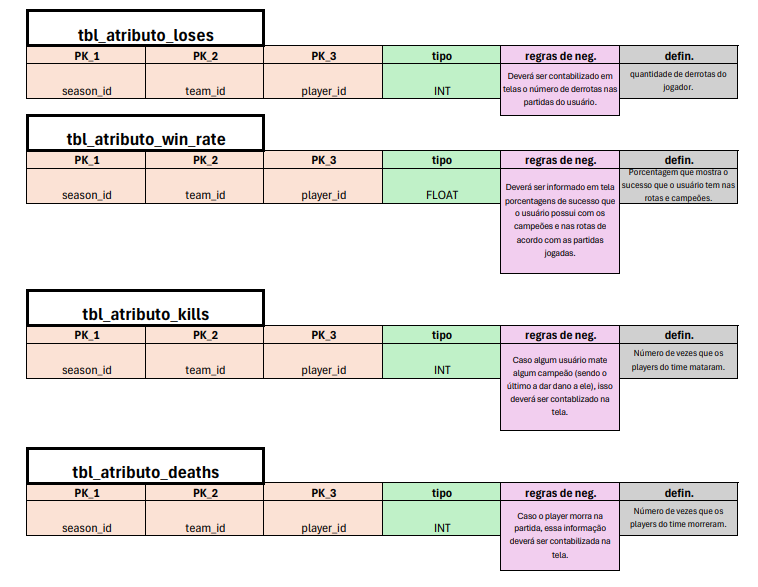 tbl_atributo_loses
PK_1 PK_2 PK_3 tipo regras de neg. defin.
season_id team_id player_id INT
Deverá ser contabilizado em
telas o número de derrotas nas
partidas do usuário.
quantidade de derrotas do
jogador.
tbl_atributo_win_rate
PK_1 PK_2 PK_3 tipo regras de neg. defin.
season_id team_id player_id FLOAT
Deverá ser informado em tela
porcentagens de sucesso que
o usuário possui com os
campeões e nas rotas de
acordo com as partidas
jogadas.
Porcentagem que mostra o
sucesso que o usuário tem nas
rotas e campeões.
tbl_atributo_kills
PK_1 PK_2 PK_3 tipo regras de neg. defin.
season_id team_id player_id INT
Caso algum usuário mate
algum campeão (sendo o
último a dar dano a ele), isso
deverá ser contablizado na
tela.
Número de vezes que os
players do time mataram.
tbl_atributo_deaths
PK_1 PK_2 PK_3 tipo regras de neg. defin.
season_id team_id player_id INT
Caso o player morra na
partida, essa informação
deverá ser contabilizada na
tela.
Número de vezes que os
players do time morreram.